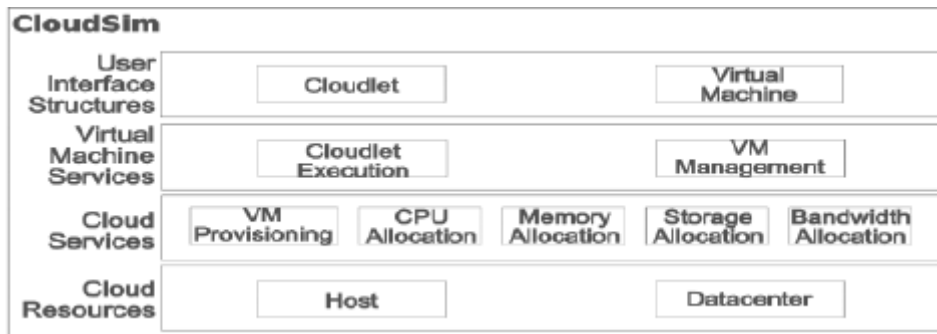 CloudSim
User
Interface
Structures
Cloudlet
Virtual
Machine
Virtual
Machine
Services
Cloudlet
Execution
VM
Management
Cloud
Services
VM
Provisioning
CPU
Allocation
Memory
Allocation
Storage
Allocation
Bandwidth
Allocation
Cloud
Resources
Host
Datacenter